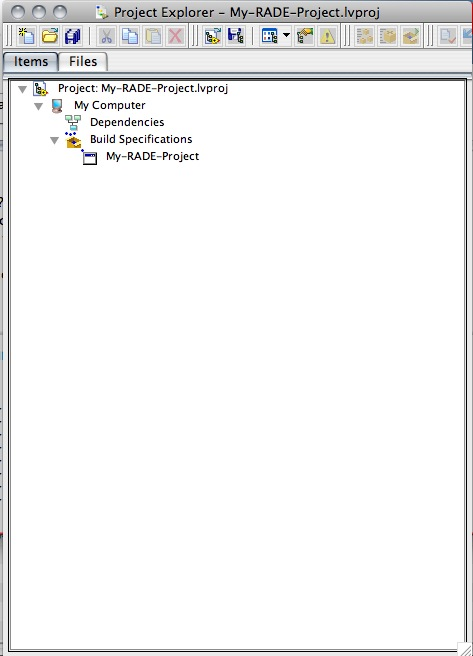 Project Explorer - My-RADE-Project.lvproj
Items Files
Project: My-RADE-Project.lvproj
My Computer
Dependencies
Build Specifications
My-RADE-Project